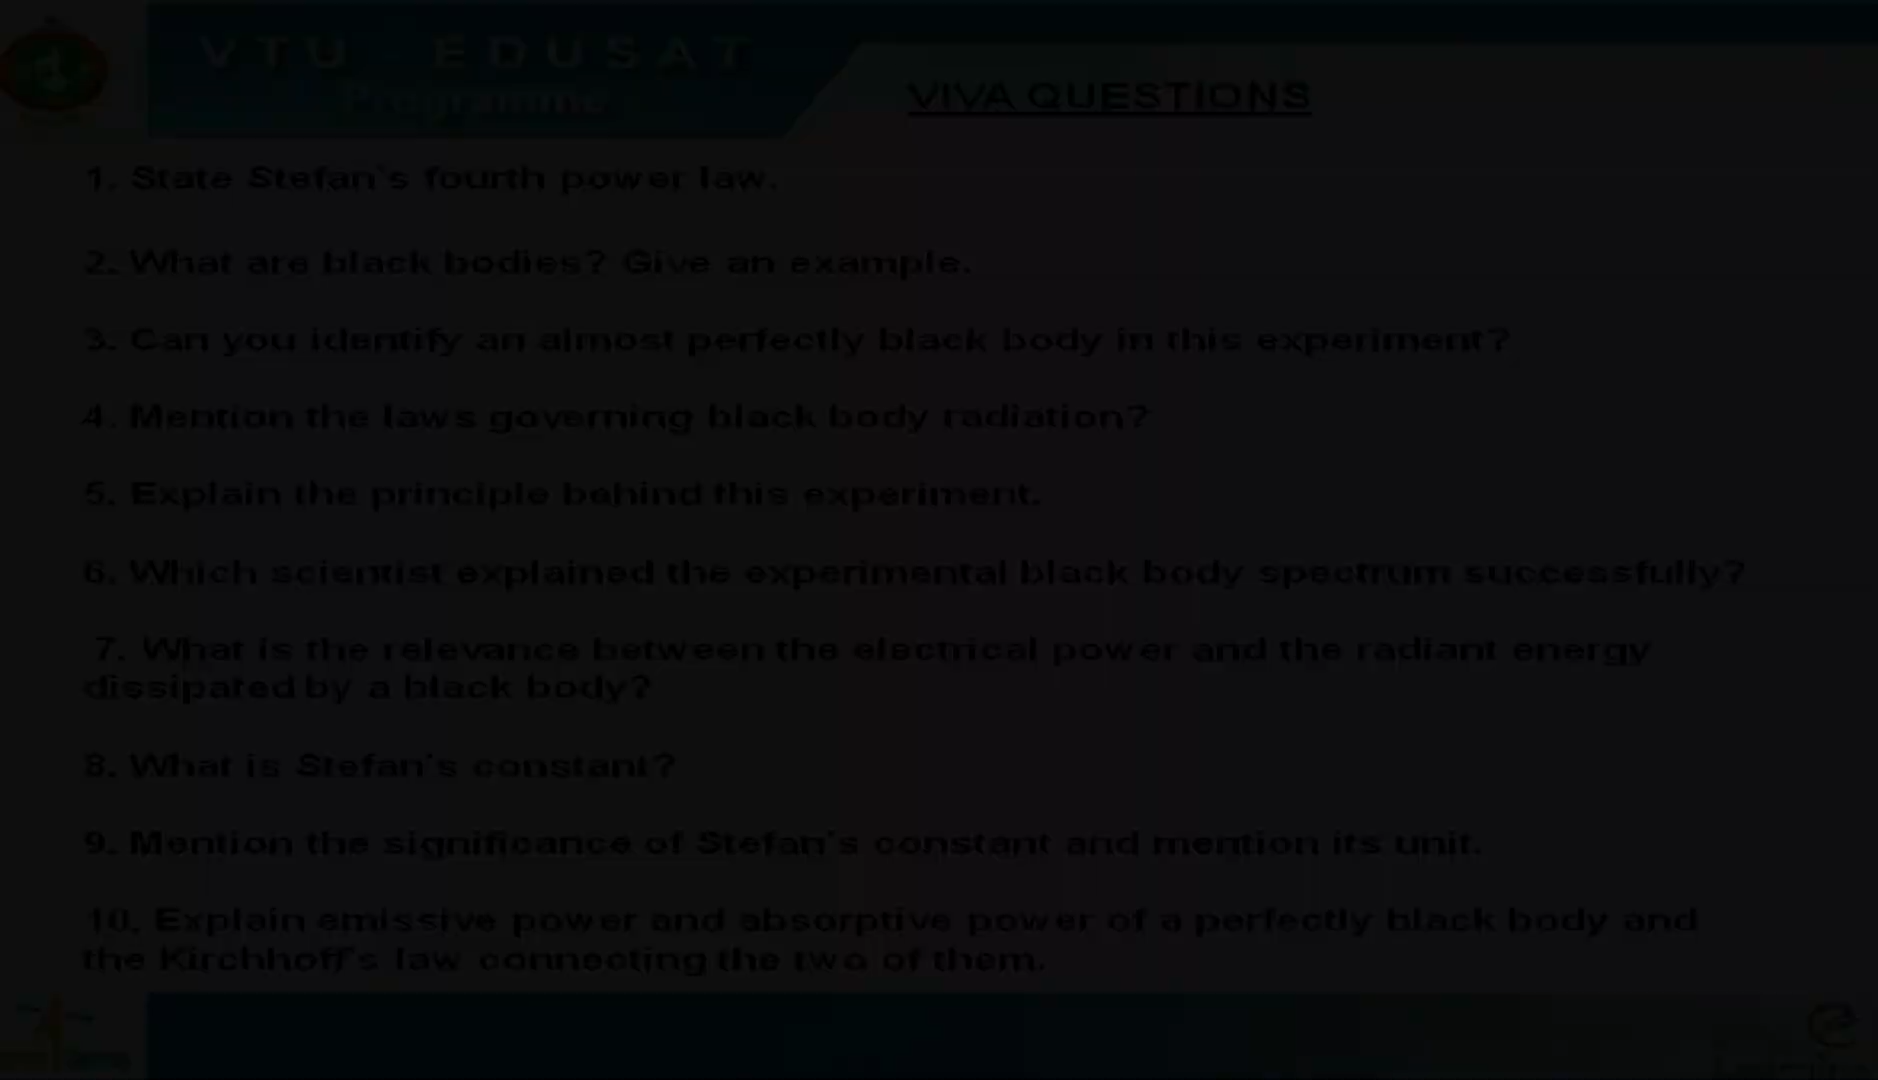 VTU - EDUSAT
Programme
VIVA QUESTIONS
1. State Stefan's fourth power law.
2. What are black bodies? Give an example.
3. Can you identify an almost perfectly black body in this experiment?
4. Mention the laws governing black body radiation?
5. Explain the principle behind this experiment.
6. Which scientist explained the experimental black body spectrum successfully?
7. What is the relevance between the electrical power and the radiant energy
dissipated by a black body?
8. What is Stefan's constant?
9. Mention the significance of Stefan's constant and mention its unit.
10. Explain emissive power and absorptive power of a perfectly black body and
the Kirchhoff's law connecting the two of them.